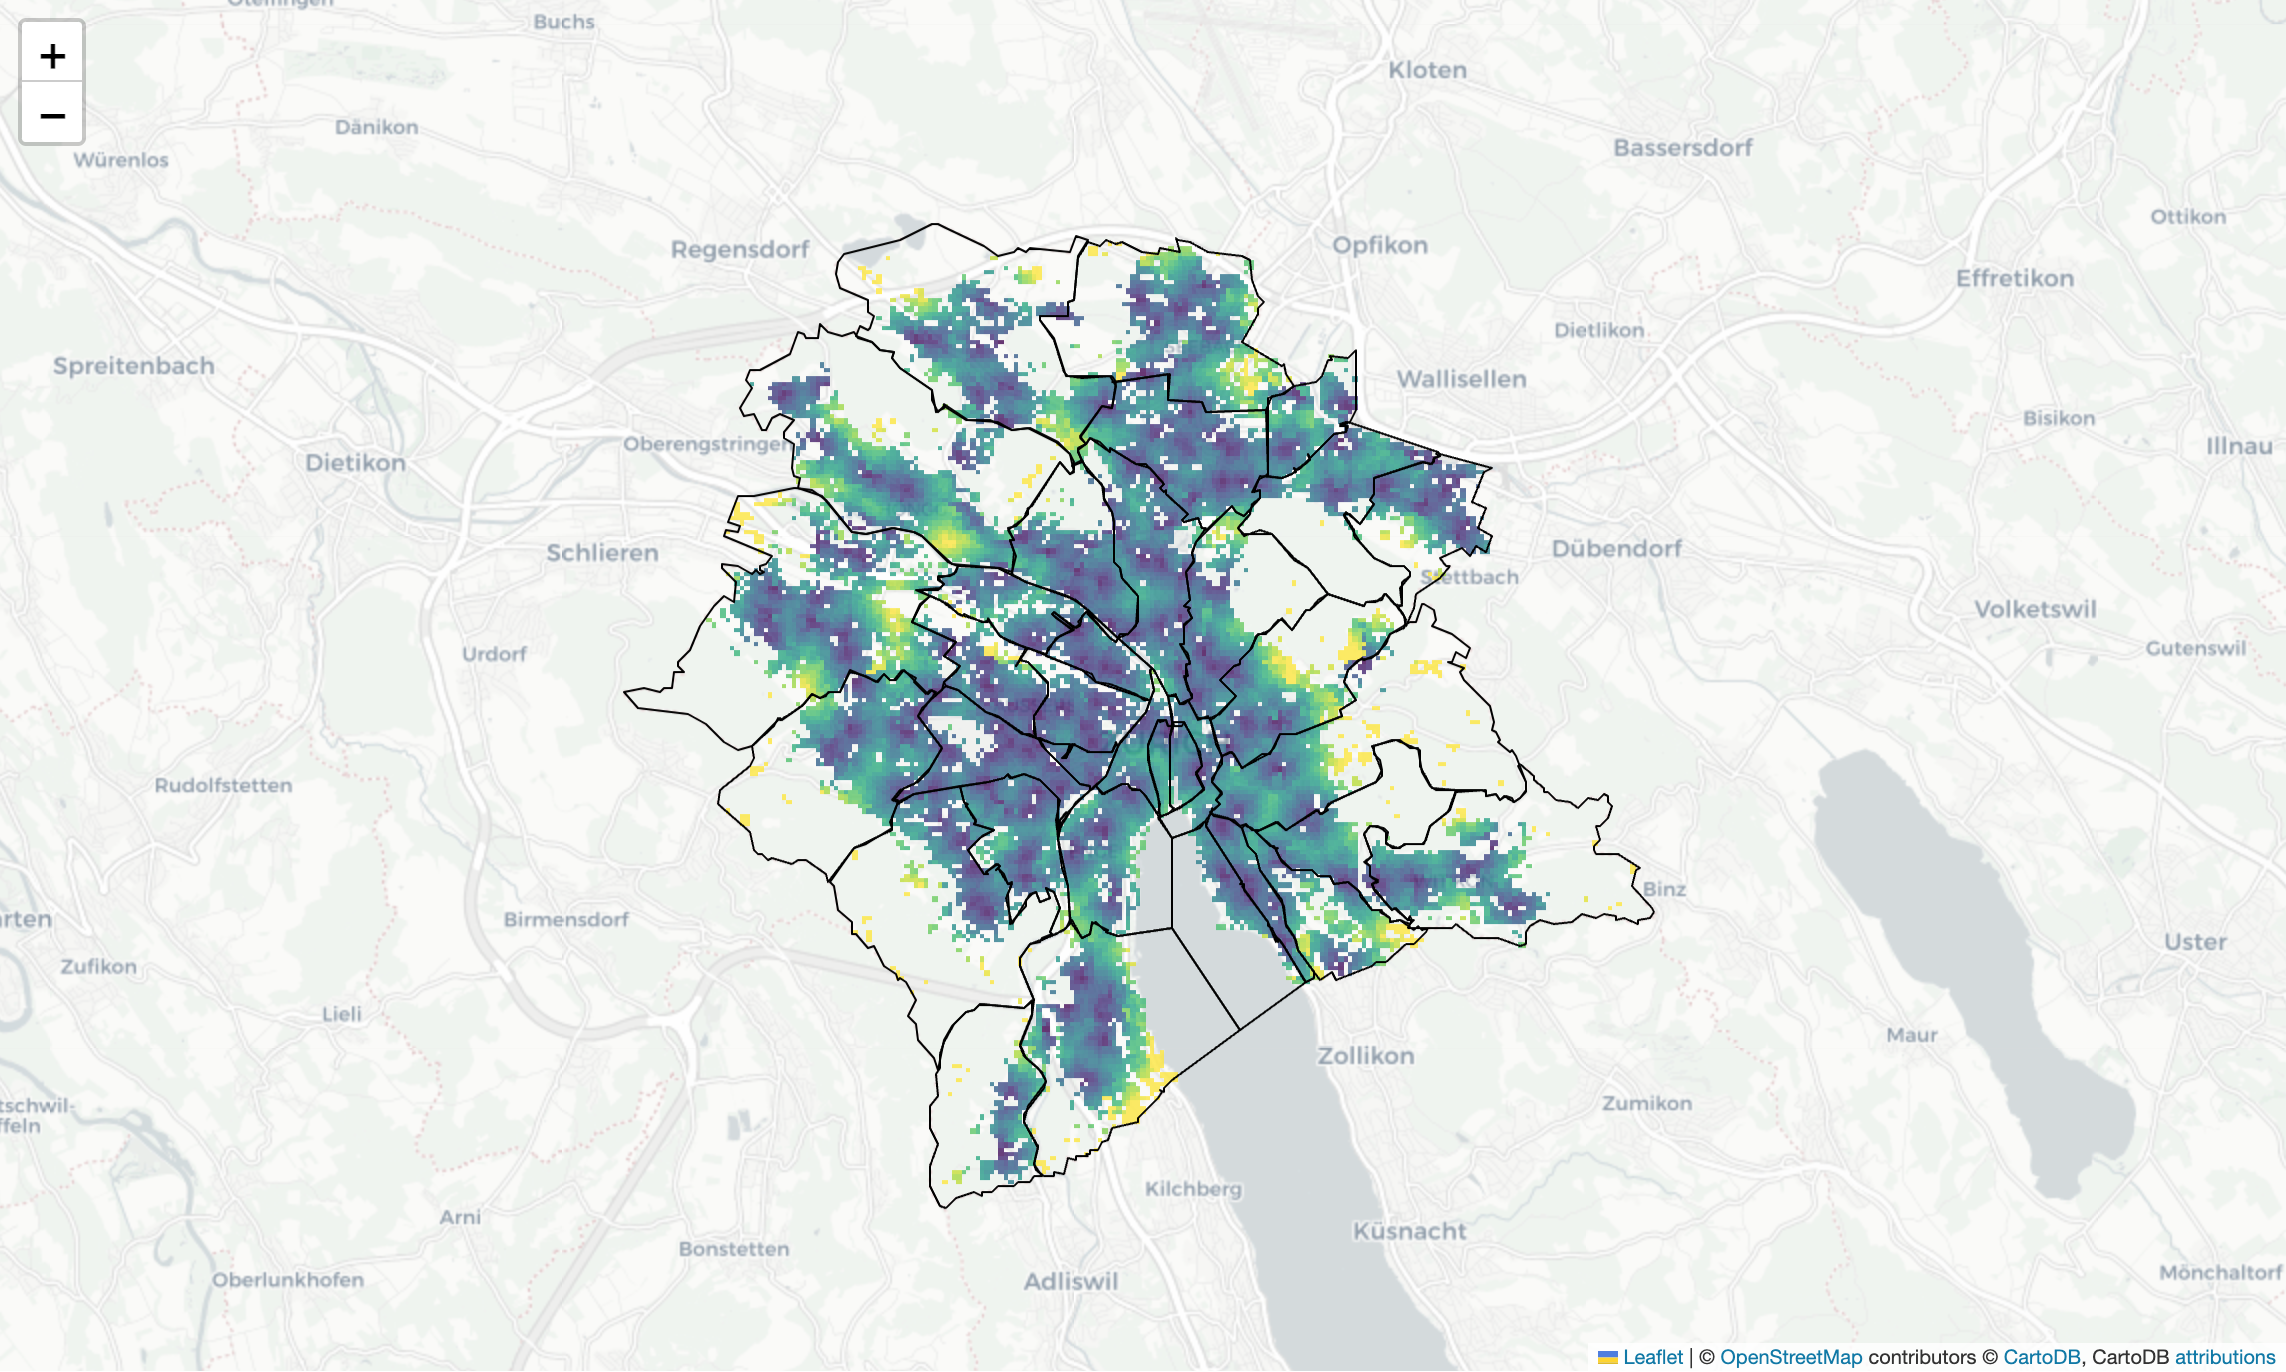 Buchs
+
Kloten
−
Dänikon
Bassersdorf
Würenlos
Ottikon
Regensdorf
Opfikon
Effretikon
Dietlikon
Spreitenbach
Wallisellen
Bisikon
Oberengstringen
Illnau
Dietikon
Schlieren
Dübendorf
Stettbach
Volketswil
Urdorf
Gutenswil
Rudolfstetten
Binz
arten
Birmensdorf
Uster
Zufikon
Lieli
Maur
Zollikon
tschwil-
ffeln
Zumikon
Kilchberg
Arni
Küsnacht
Bonstetten
Oberlunkhofen
Adliswil
Mönchaltorf
Leaflet | © OpenStreetMap contributors © CartoDB, CartoDB attributions